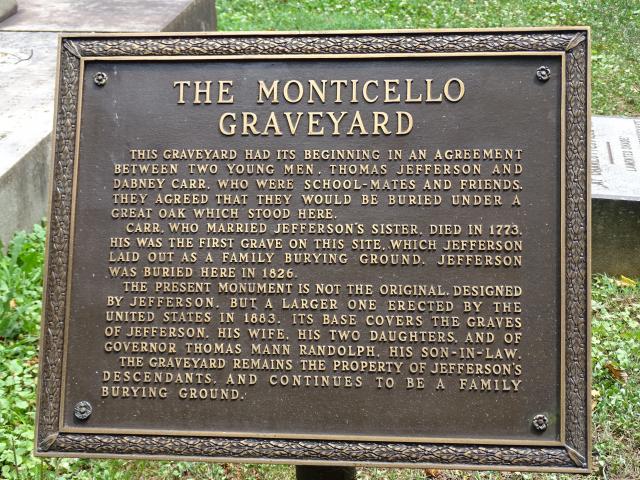 THE MONTICELLO
GRAVEYARD
THIS GRAVEYARD HAD ITS BEGINNING IN AN AGREEMENT
BETWEEN TWO YOUNG MEN, THOMAS JEFFERSON AND
DABNEY CARR, WHO WERE SCHOOL-MATES AND FRIENDS.
THEY AGREED THAT THEY WOULD BE BURIED UNDER A
GREAT OAK WHICH STOOD HERE.
CARR, WHO MARRIED JEFFERSON'S SISTER, DIED IN 1773.
HIS WAS THE FIRST GRAVE ON THIS SITE, WHICH JEFFERSON
LAID OUT AS A FAMILY BURYING GROUND. JEFFERSON
WAS BURIED HERE IN 1826.
THE PRESENT MONUMENT IS NOT THE ORIGINAL, DESIGNED
BY JEFFERSON, BUT A LARGER ONE ERECTED BY THE
UNITED STATES IN 1883. ITS BASE COVERS THE GRAVES
OF JEFFERSON, HIS WIFE, HIS TWO DAUGHTERS, AND OF
GOVERNOR THOMAS MANN RANDOLPH, HIS SON-IN-LAW.
THE GRAVEYARD REMAINS THE PROPERTY OF JEFFERSON'S
DESCENDANTS, AND CONTINUES TO BE A FAMILY
BURYING GROUND.